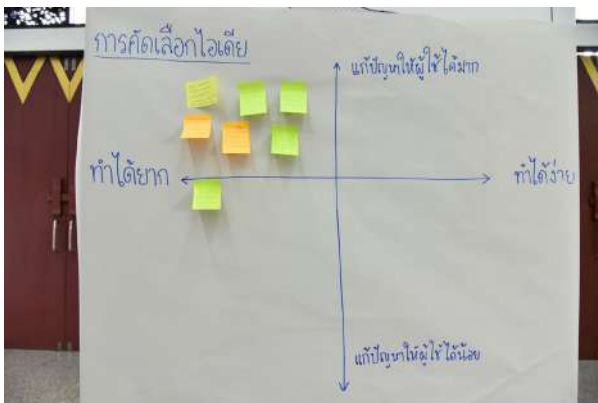 การคัดเลือกไอเดีย
แก้ปัญหาให้ผู้ใช้ได้มาก
ทำได้ยาก
ทำได้ง่าย
แก้ปัญหาให้ผู้ใช้ได้น้อย